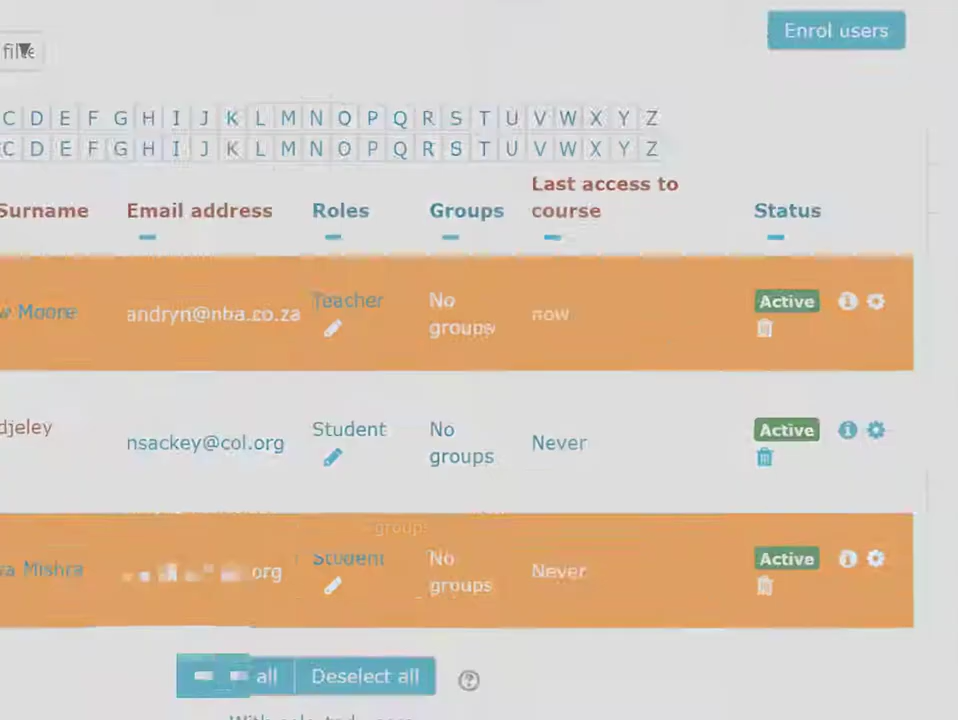 Enrol users
C D E F G H I J K L M N O P Q R S T U V W X Y Z
C D E F G H I J K L M N O P Q R S T U V W X Y Z
Surname Email address Roles Groups Last access to course Status
Moore andryn@nba.co.za Teacher No groups now Active
djeley nsackey@col.org Student No groups Never Active
groups
Mishra org Student No groups Never Active
all Deselect all